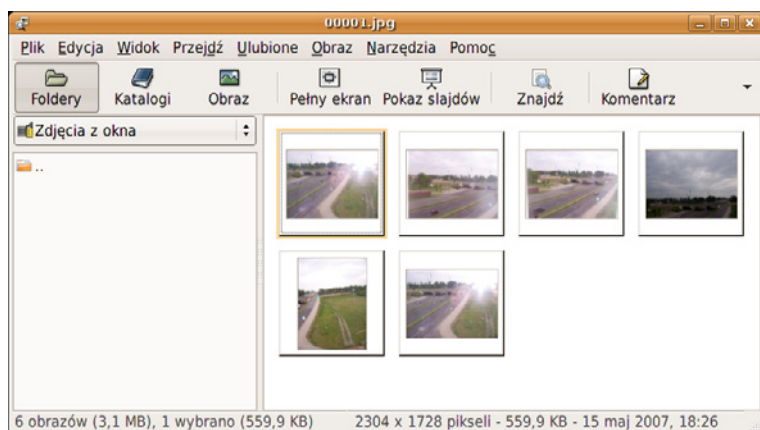 00001.jpg
Plik Edycja Widok Przejdź Ulubione Obraz Narzędzia Pomoc
Foldery Katalogi Obraz Pełny ekran Pokaz slajdów Znajdź Komentarz
Zdjęcia z okna
..
6 obrazów (3,1 MB), 1 wybrano (559,9 KB) 2304 x 1728 pikseli - 559,9 KB - 15 maj 2007, 18:26